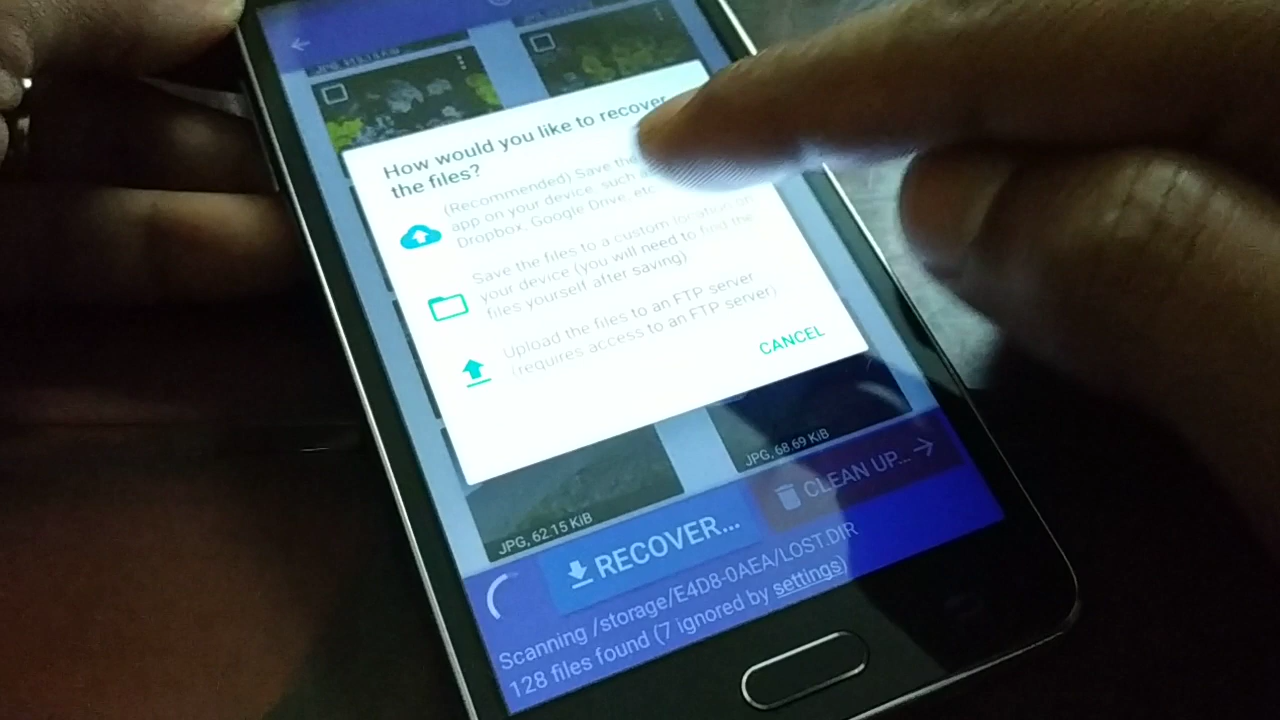 How would you like to recover
the files?
(Recommended) Save the
app on your device, such
Dropbox, Google Drive, etc.
Save the files to a custom location on
your device (you will need to find the
files yourself after saving)
Upload the files to an FTP server
(requires access to an FTP server)
CANCEL
JPG, 68.69 KiB
JPG, 62.15 KiB
CLEAN UP...
RECOVER...
Scanning /storage/E4D8-0AEA/LOST.DIR
128 files found (7 ignored by settings)